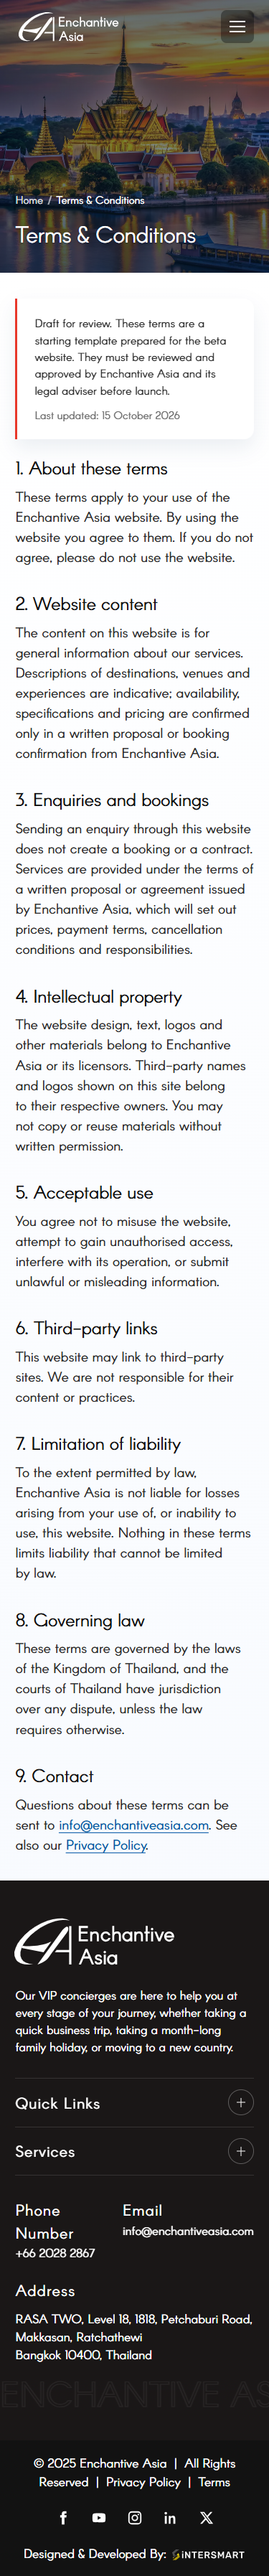 Enchantive
Asia
Home / Terms & Conditions
Terms & Conditions
Draft for review. These terms are a
starting template prepared for the beta
website. They must be reviewed and
approved by Enchantive Asia and its
legal adviser before launch.
Last updated: 15 October 2026
1. About these terms
These terms apply to your use of the
Enchantive Asia website. By using the
website you agree to them. If you do not
agree, please do not use the website.
2. Website content
The content on this website is for
general information about our services.
Descriptions of destinations, venues and
experiences are indicative; availability,
specifications and pricing are confirmed
only in a written proposal or booking
confirmation from Enchantive Asia.
3. Enquiries and bookings
Sending an enquiry through this website
does not create a booking or a contract.
Services are provided under the terms of
a written proposal or agreement issued
by Enchantive Asia, which will set out
prices, payment terms, cancellation
conditions and responsibilities.
4. Intellectual property
The website design, text, logos and
other materials belong to Enchantive
Asia or its licensors. Third-party names
and logos shown on this site belong
to their respective owners. You may
not copy or reuse materials without
written permission.
5. Acceptable use
You agree not to misuse the website,
attempt to gain unauthorised access,
interfere with its operation, or submit
unlawful or misleading information.
6. Third-party links
This website may link to third-party
sites. We are not responsible for their
content or practices.
7. Limitation of liability
To the extent permitted by law,
Enchantive Asia is not liable for losses
arising from your use of, or inability to
use, this website. Nothing in these terms
limits liability that cannot be limited
by law.
8. Governing law
These terms are governed by the laws
of the Kingdom of Thailand, and the
courts of Thailand have jurisdiction
over any dispute, unless the law
requires otherwise.
9. Contact
Questions about these terms can be
sent to info@enchantiveasia.com. See
also our Privacy Policy.
Enchantive
Asia
Our VIP concierges are here to help you at
every stage of your journey, whether taking a
quick business trip, taking a month-long
family holiday, or moving to a new country.
Quick Links
Services
Phone
Number
+66 2028 2867
Email
info@enchantiveasia.com
Address
RASA TWO, Level 18, 1818, Petchaburi Road,
Makkasan, Ratchathewi
Bangkok 10400, Thailand
ENCHANTIVE AS
© 2025 Enchantive Asia | All Rights
Reserved | Privacy Policy | Terms
Designed & Developed By: INTERSMART